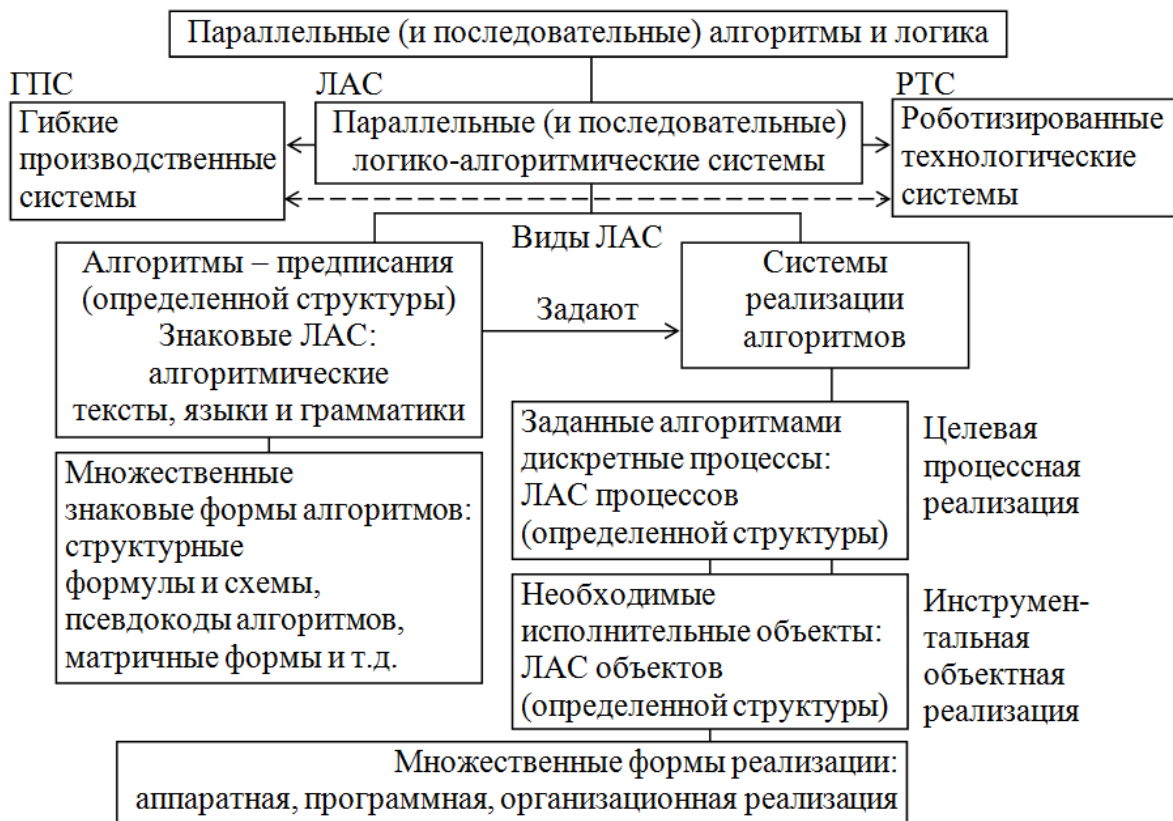 Параллельные (и последовательные) алгоритмы и логика
ГПС
ЛАС
РТС
Гибкие
производственные
системы
Параллельные (и последовательные)
логико-алгоритмические системы
Роботизированные
технологические
системы
Виды ЛАС
Алгоритмы – предписания
(определенной структуры)
Знаковые ЛАС:
алгоритмические
тексты, языки и грамматики
Задают
Системы
реализации
алгоритмов
Множественные
знаковые формы алгоритмов:
структурные
формулы и схемы,
псевдокоды алгоритмов,
матричные формы и т.д.
Заданные алгоритмами
дискретные процессы:
ЛАС процессов
(определенной структуры)
Целевая
процессная
реализация
Необходимые
исполнительные объекты:
ЛАС объектов
(определенной структуры)
Инструмен-
тальная
объектная
реализация
Множественные формы реализации:
аппаратная, программная, организационная реализация